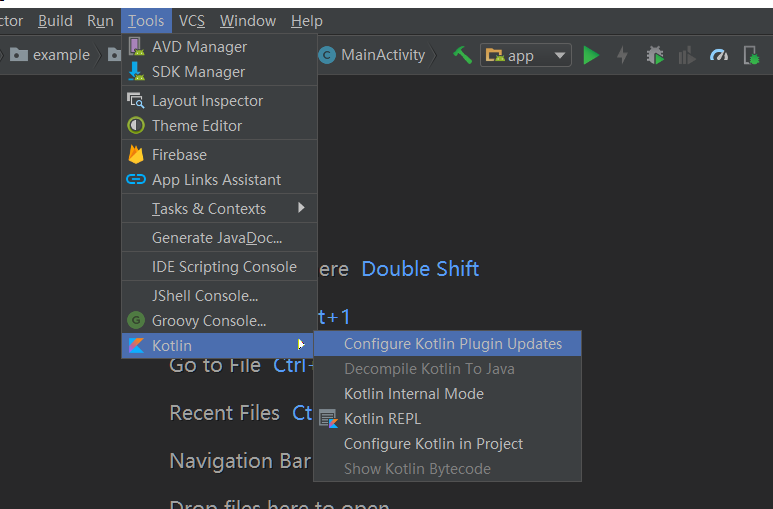 ctor Build Run Tools VCS Window Help
example MainActivity app
AVD Manager
SDK Manager
Layout Inspector
Theme Editor
Firebase
App Links Assistant
Tasks & Contexts
Generate JavaDoc...
IDE Scripting Console
JShell Console...
Groovy Console...
Kotlin
Configure Kotlin Plugin Updates
Decompile Kotlin To Java
Kotlin Internal Mode
Kotlin REPL
Configure Kotlin in Project
Show Kotlin Bytecode
ere Double Shift
t+1
Go to File Ctrl+
Recent Files Ct
Navigation Bar
Drop files here to open